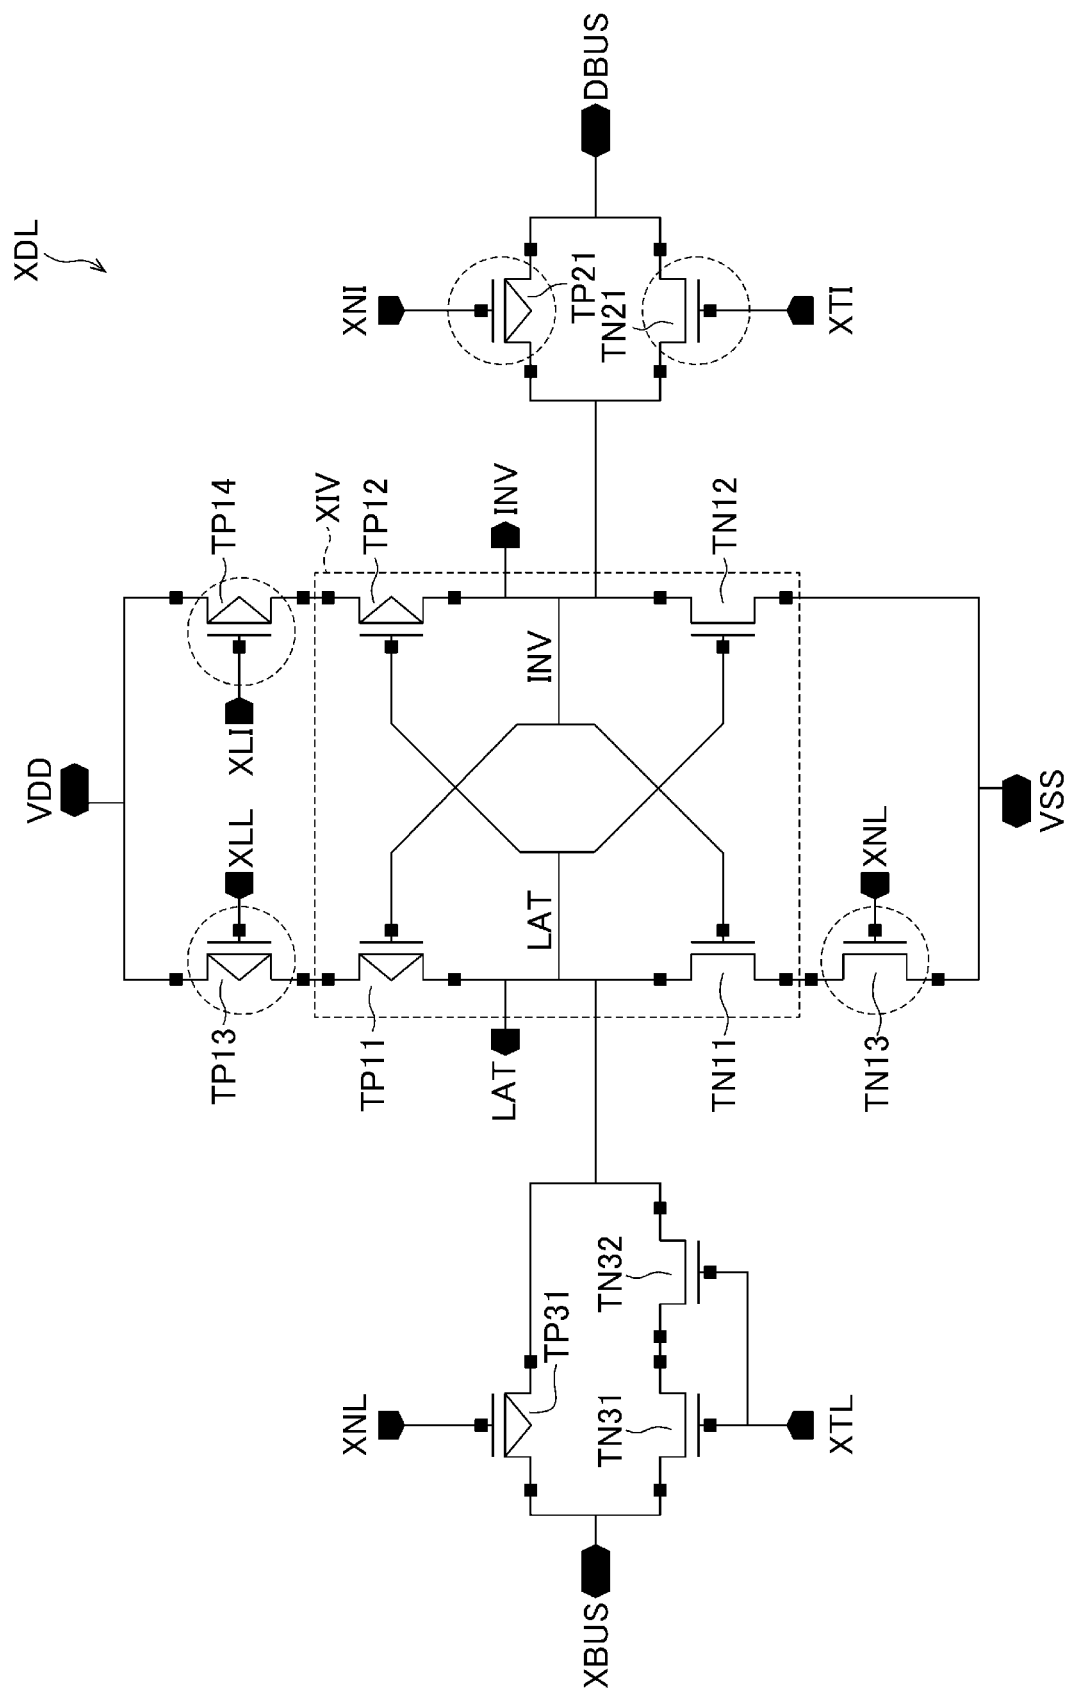 XDL
VDD
XLL
XLI
TP13
TP14
XIV
TP11
TP12
XNL
XNI
LAT
INV
LAT
INV
TP31
TP21
XBUS
DBUS
TN31
TN32
TN21
TN11
TN12
XTL
XTI
TN13
XNL
VSS